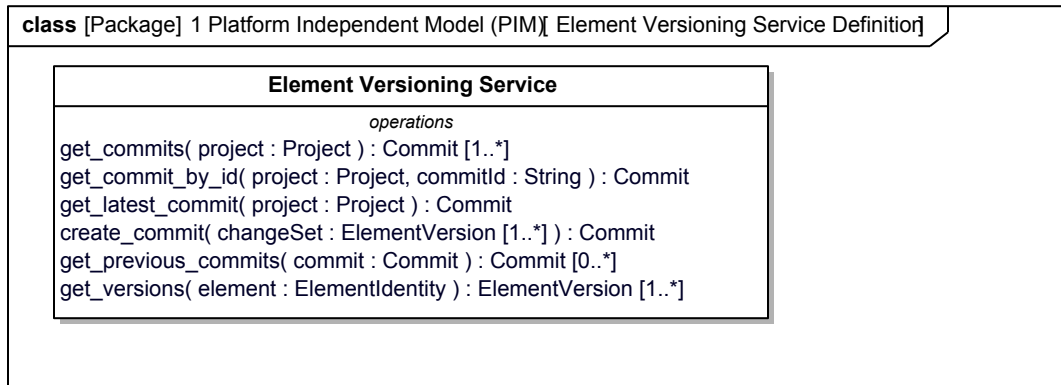 class [Package] 1 Platform Independent Model (PIM)[ Element Versioning Service Definition]
Element Versioning Service
operations
get_commits( project : Project ) : Commit [1..*]
get_commit_by_id( project : Project, commitId : String ) : Commit
get_latest_commit( project : Project ) : Commit
create_commit( changeSet : ElementVersion [1..*] ) : Commit
get_previous_commits( commit : Commit ) : Commit [0..*]
get_versions( element : ElementIdentity ) : ElementVersion [1..*]